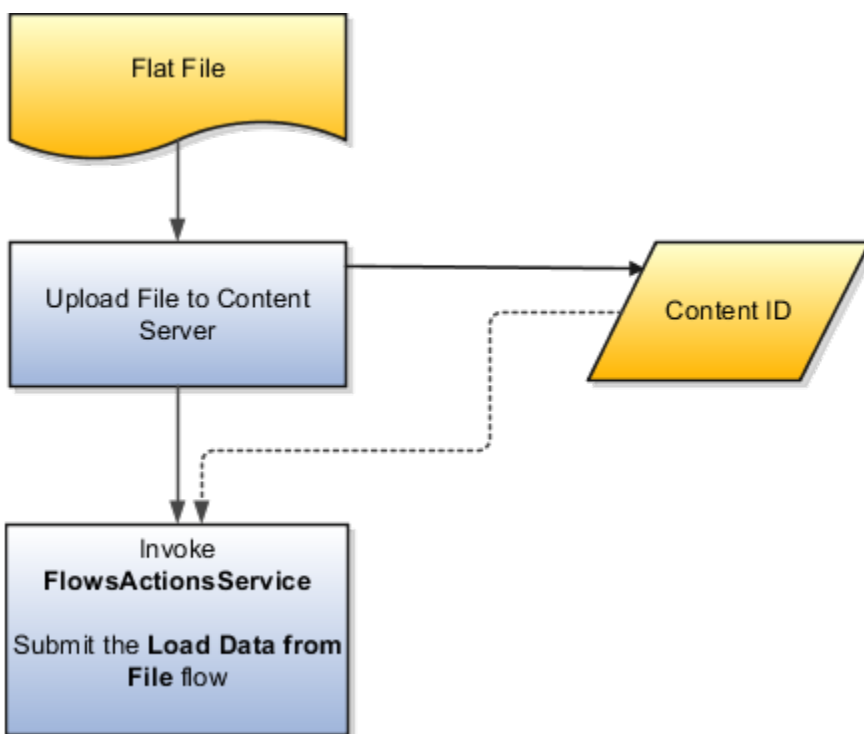 Flat File
Upload File to Content
Server
Content ID
Invoke
FlowsActionsService
Submit the Load Data from
File flow